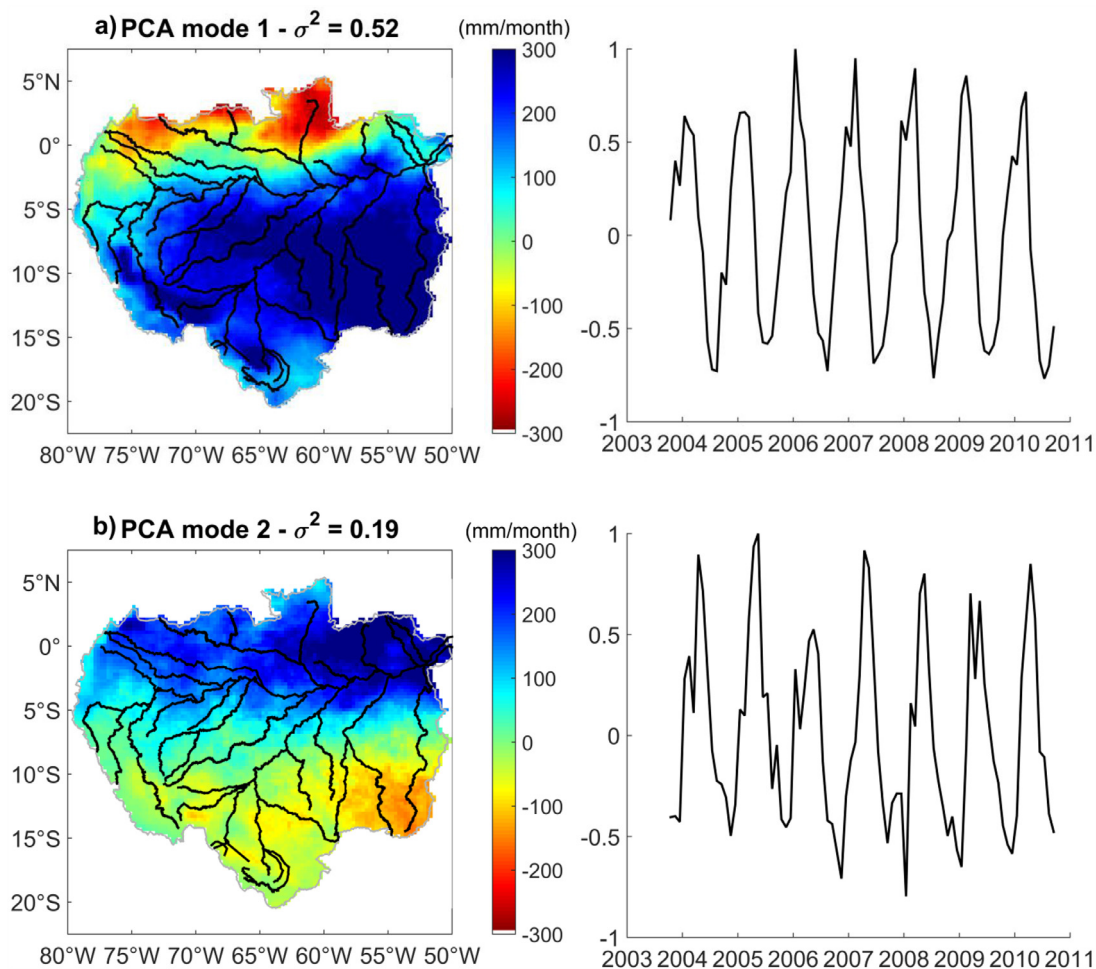 a) PCA mode 1 - σ² = 0.52
(mm/month)
5°N
0°
5°S
10°S
15°S
20°S
80°W 75°W 70°W 65°W 60°W 55°W 50°W
300
200
100
0
-100
-200
-300
1
0.5
0
-0.5
-1
2003 2004 2005 2006 2007 2008 2009 2010 2011
b) PCA mode 2 - σ² = 0.19
(mm/month)
5°N
0°
5°S
10°S
15°S
20°S
80°W 75°W 70°W 65°W 60°W 55°W 50°W
300
200
100
0
-100
-200
-300
1
0.5
0
-0.5
-1
2003 2004 2005 2006 2007 2008 2009 2010 2011